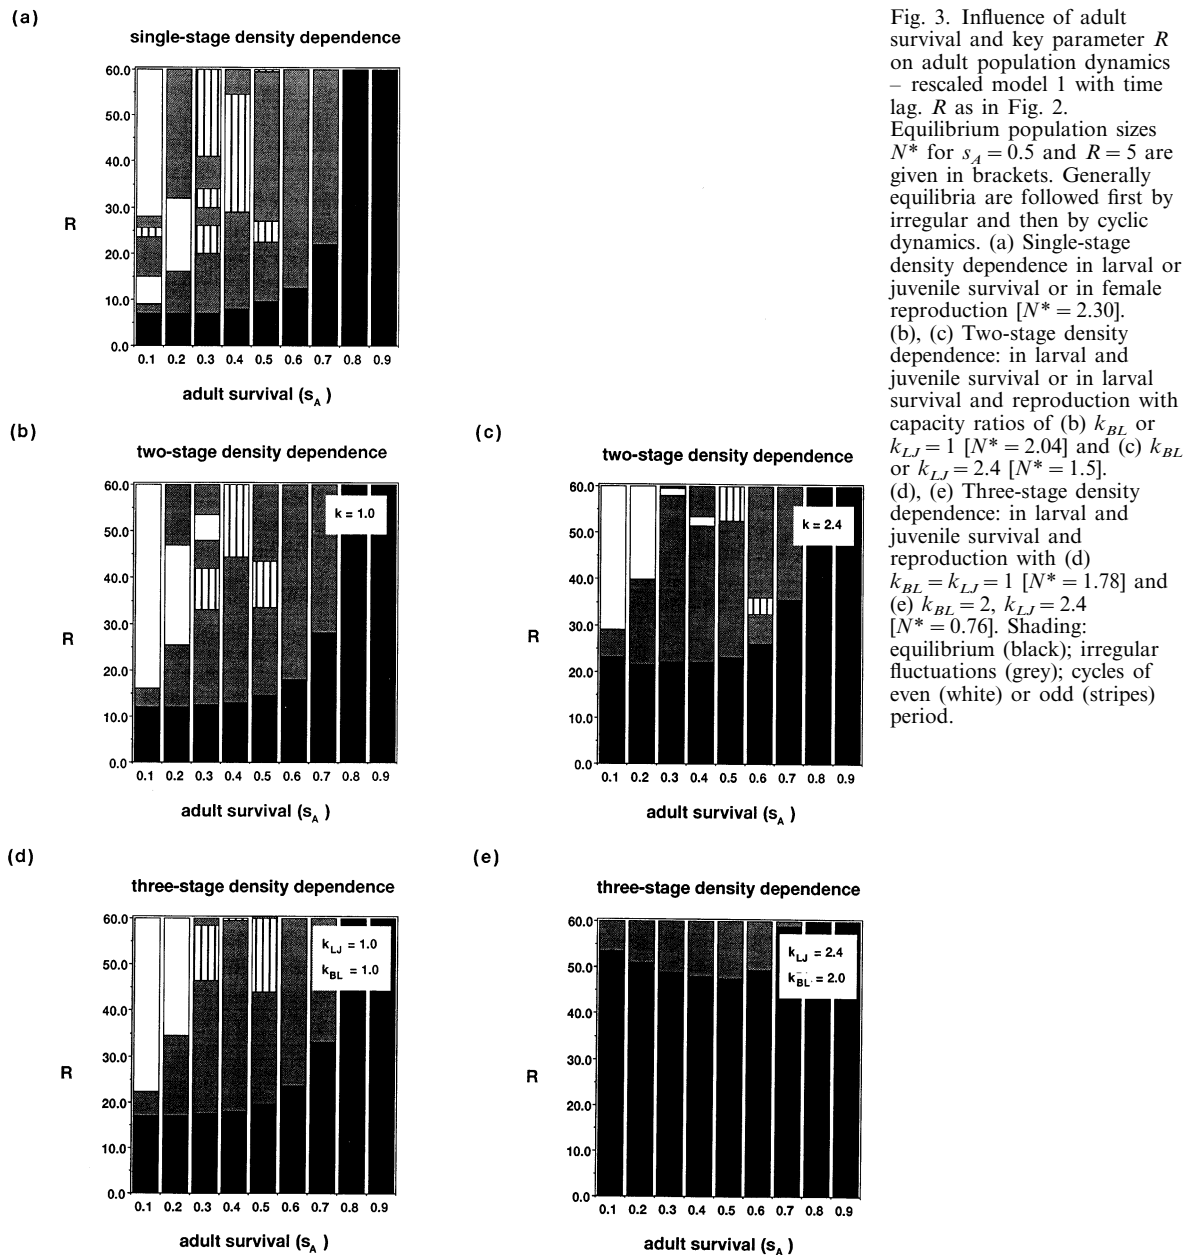 (a)
single-stage density dependence
60.0
50.0
40.0
30.0
20.0
10.0
0.0
R
0.1 0.2 0.3 0.4 0.5 0.6 0.7 0.8 0.9
adult survival (s_A)
Fig. 3. Influence of adult
survival and key parameter R
on adult population dynamics
– rescaled model 1 with time
lag. R as in Fig. 2.
Equilibrium population sizes
N* for s_A = 0.5 and R = 5 are
given in brackets. Generally
equilibria are followed first by
irregular and then by cyclic
dynamics. (a) Single-stage
density dependence in larval or
juvenile survival or in female
reproduction [N* = 2.30].
(b), (c) Two-stage density
dependence: in larval and
juvenile survival or in larval
survival and reproduction with
capacity ratios of (b) k_BL or
k_LJ = 1 [N* = 2.04] and (c) k_BL
or k_LJ = 2.4 [N* = 1.5].
(d), (e) Three-stage density
dependence: in larval and
juvenile survival and
reproduction with (d)
k_BL = k_LJ = 1 [N* = 1.78] and
(e) k_BL = 2, k_LJ = 2.4
[N* = 0.76]. Shading:
equilibrium (black); irregular
fluctuations (grey); cycles of
even (white) or odd (stripes)
period.
(b)
two-stage density dependence
60.0
50.0
40.0
30.0
20.0
10.0
0.0
R
k = 1.0
0.1 0.2 0.3 0.4 0.5 0.6 0.7 0.8 0.9
adult survival (s_A)
(c)
two-stage density dependence
60.0
50.0
40.0
30.0
20.0
10.0
0.0
R
k = 2.4
0.1 0.2 0.3 0.4 0.5 0.6 0.7 0.8 0.9
adult survival (s_A)
(d)
three-stage density dependence
60.0
50.0
40.0
30.0
20.0
10.0
0.0
R
k_LJ = 1.0
k_BL = 1.0
0.1 0.2 0.3 0.4 0.5 0.6 0.7 0.8 0.9
adult survival (s_A)
(e)
three-stage density dependence
60.0
50.0
40.0
30.0
20.0
10.0
0.0
R
k_LJ = 2.4
k_BL = 2.0
0.1 0.2 0.3 0.4 0.5 0.6 0.7 0.8 0.9
adult survival (s_A)